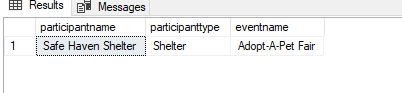 Results Messages
participantname participanttype eventname
1 Safe Haven Shelter Shelter Adopt-A-Pet Fair